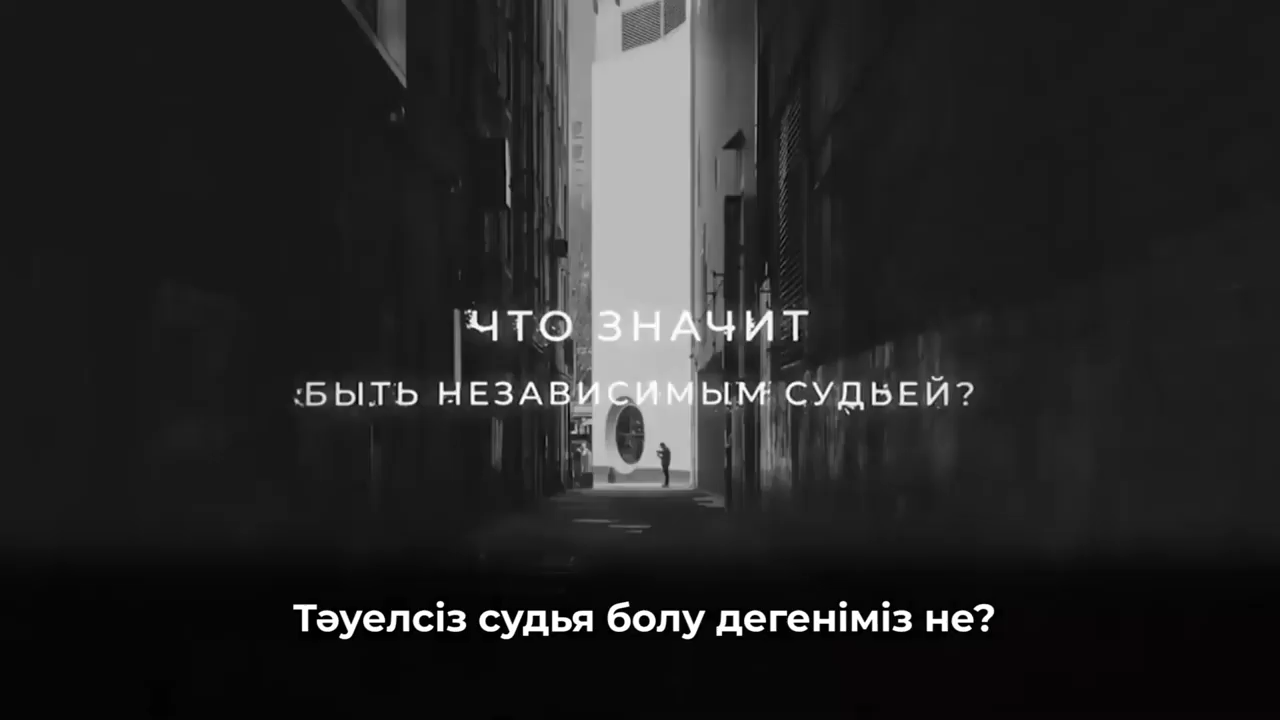 ЧТО ЗНАЧИТ
БЫТЬ НЕЗАВИСИМЫМ СУДЬЕЙ?
Тәуелсіз судья болу дегеніміз не?